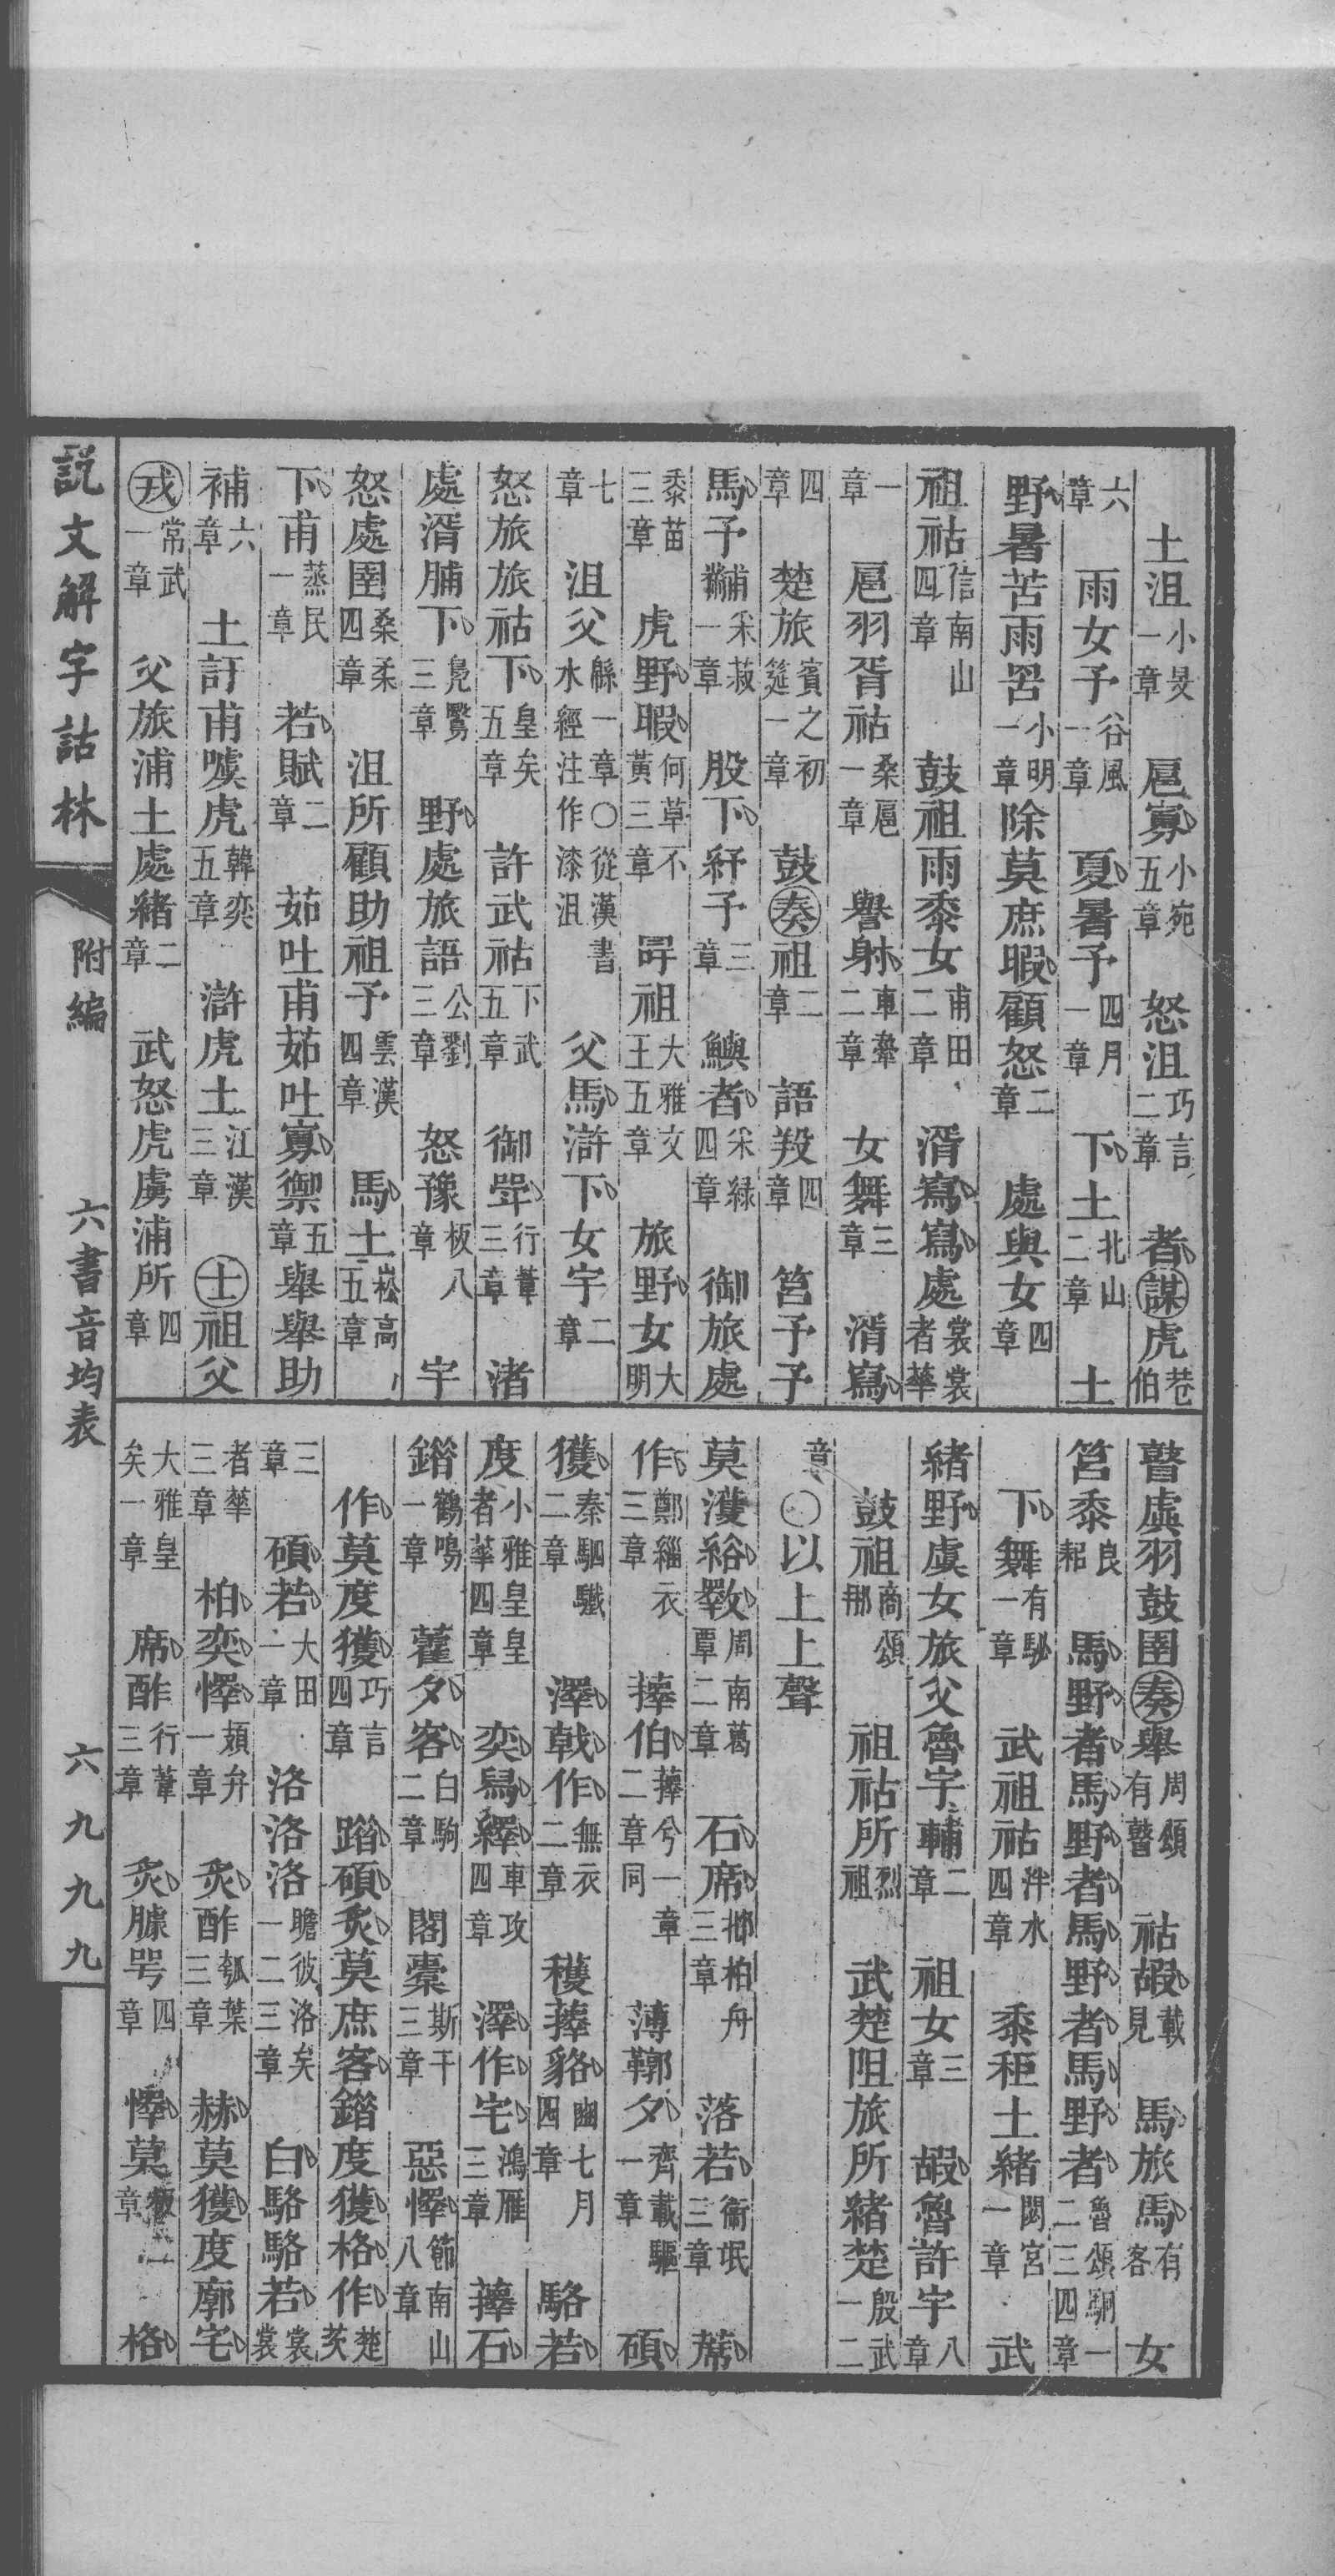 土沮小旻一章　扈寡小宛五章　怒沮巧言二章　者謀虎巷伯
六章　雨女予谷風一章　夏暑予四月一章　下土北山二章　土
野暑苦雨罟小明一章　除莫庶暇顧怒二章　處與女四章
祖祜信南山四章　鼓祖雨黍女甫田二章　湑寫寫處裳裳者華
一章　扈羽胥祜桑扈一章　譽射車舝二章　女舞三章　湑寫
四章　楚旅賓之初筵一章　鼓奏祖二章　語羖四章　筥予予
馬予黼采菽一章　股下紓予三章　鱮者采綠四章　御旅處
黍苗三章　虎野暇何草不黃三章　冔祖大雅文王五章　旅野女大明
七章　沮父緜一章○從漢書水經注作漆沮　父馬滸下女宇二章
怒旅旅祜下皇矣五章　許武祜下武五章　御斝行葦三章　渚
處湑脯下鳧鷖三章　野處旅語公劉三章　怒豫板八章　宇
怒處圉桑柔四章　沮所顧助祖予雲漢四章　馬土崧高五章
下甫蒸民一章　若賦二章　茹吐甫茹吐寡禦五章　舉舉助
補六章　土訏甫噳虎韓奕五章　滸虎土江漢三章　士祖父
戎常武一章　父旅浦土處緒二章　武怒虎虜浦所四章
瞽虡羽鼓圉奏舉周頌有瞽　祜嘏載見　馬旅馬有客　女
筥黍良耜　馬野者馬野者馬野者馬野者魯頌駉一二三四章
下舞有駜一章　武祖祜泮水四章　黍秬土緒閟宮一章　武
緒野虞女旅父魯宇輔二章　祖女三章　嘏魯許宇八章
鼓祖商頌那　祖祜所烈祖　武楚阻旅所緒楚殷武一二
章○以上上聲
莫濩綌斁周南葛覃二章　石席邶柏舟三章　落若衞氓三章　蓆
作鄭緇衣三章　蘀伯蘀兮一章二章同　薄鞹夕齊載驅一章　碩
獲秦駟驖二章　澤戟作無衣二章　穫蘀貉豳七月四章　駱若
度小雅皇皇者華四章　奕舄繹車攻四章　澤作宅鴻雁三章　蘀石
錯鶴鳴一章　藿夕客白駒二章　閣橐斯干三章　惡懌節南山八章
作莫度獲巧言四章　踖碩炙莫庶客錯度獲格作楚茨
三章　碩若大田一章　洛洛洛瞻彼洛矣一二三章　白駱駱若裳裳
者華三章　柏奕懌頍弁一章　炙酢瓠葉三章　赫莫獲度廓宅
大雅皇矣一章　席酢行葦三章　炙臄咢四章　懌莫板二章　格
説文解字詁林　附編　六書音均表　六九九九